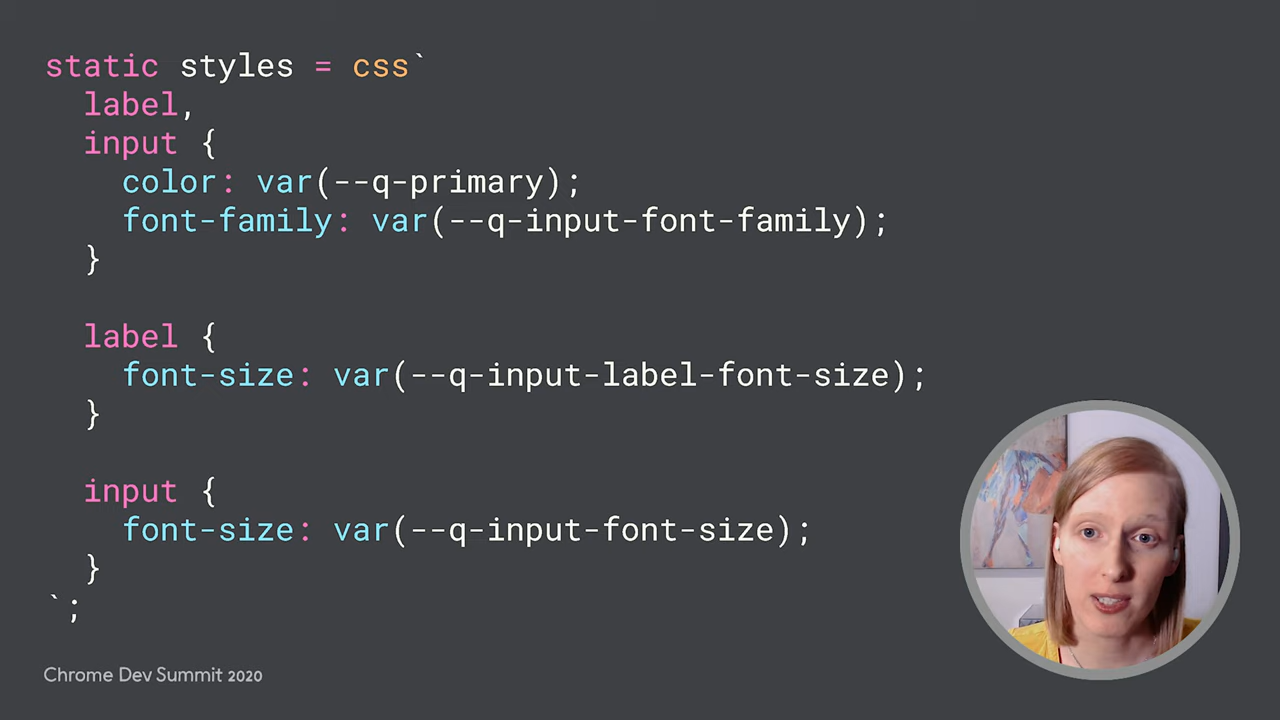 static styles = css`
label,
input {
color: var(--q-primary);
font-family: var(--q-input-font-family);
}
label {
font-size: var(--q-input-label-font-size);
}
input {
font-size: var(--q-input-font-size);
}
`;
Chrome Dev Summit 2020